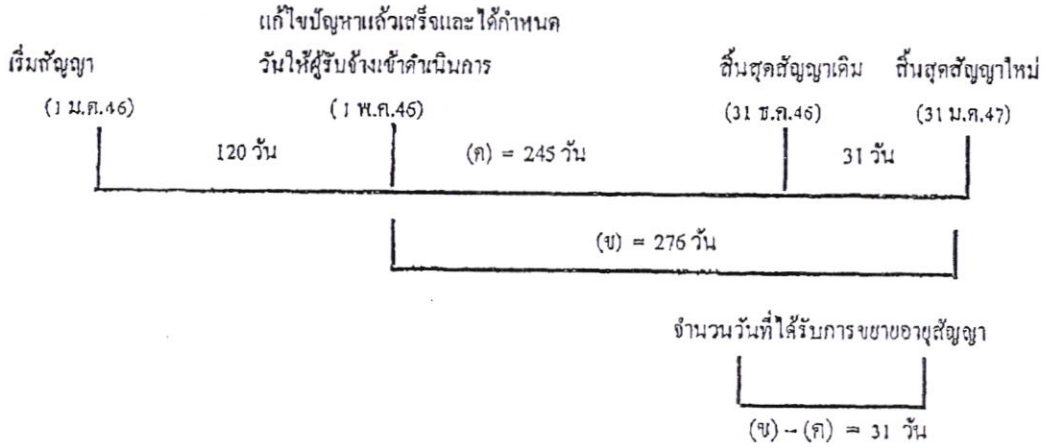 แก้ไขปัญหาแล้วเสร็จและได้กำหนด
เริ่มสัญญา วันให้ผู้รับจ้างเข้าดำเนินการ สิ้นสุดสัญญาเดิม สิ้นสุดสัญญาใหม่
(1 ม.ค.46) (1 พ.ค.46) (31 ธ.ค.46) (31 ม.ค.47)
120 วัน (ค) = 245 วัน 31 วัน
(ข) = 276 วัน
จำนวนวันที่ได้รับการขยายอายุสัญญา
(ข) – (ค) = 31 วัน